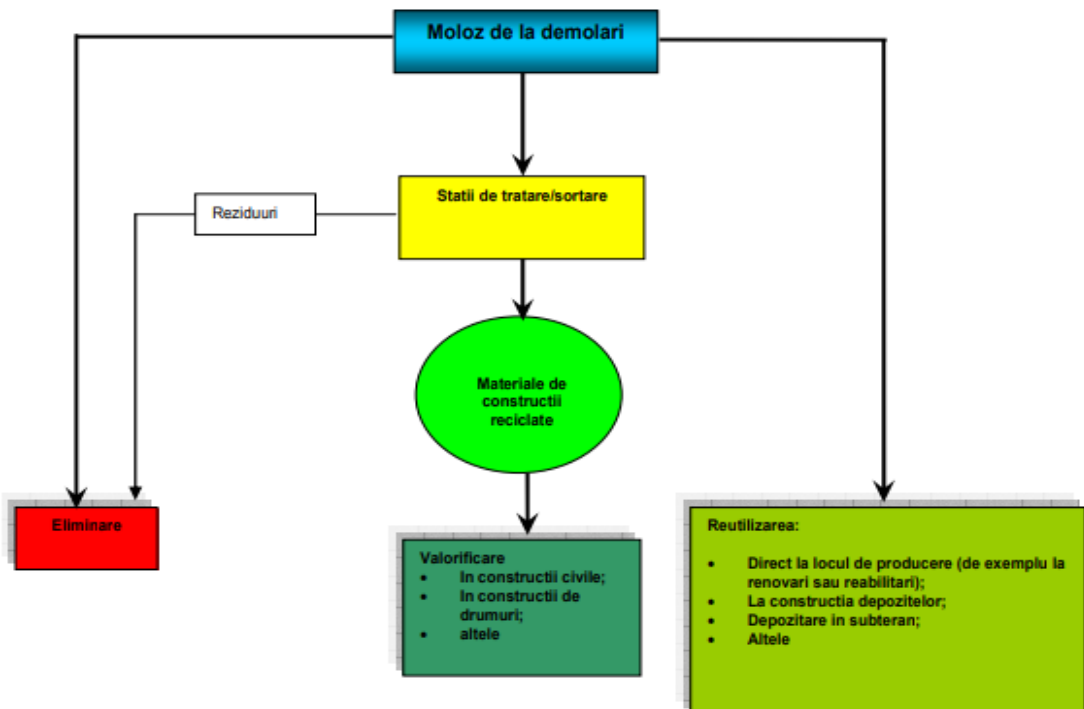 Moloz de la demolari
Statii de tratare/sortare
Reziduuri
Materiale de
constructii
reciclate
Eliminare
Valorificare
• In constructii civile;
• In constructii de
drumuri;
• altele
Reutilizarea:
• Direct la locul de producere (de exemplu la
renovari sau reabilitari);
• La constructia depozitelor;
• Depozitare in subteran;
• Altele